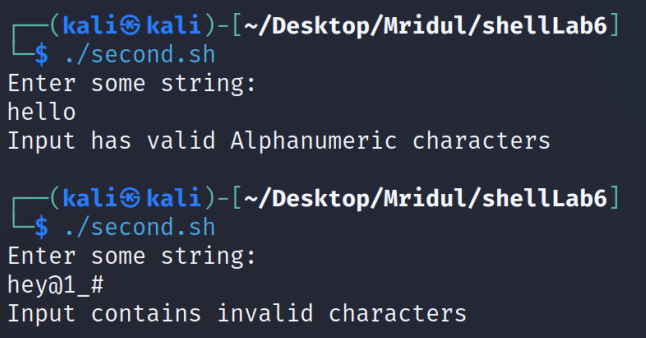 ┌──(kali㉿kali)-[~/Desktop/Mridul/shellLab6]
└─$ ./second.sh
Enter some string:
hello
Input has valid Alphanumeric characters
┌──(kali㉿kali)-[~/Desktop/Mridul/shellLab6]
└─$ ./second.sh
Enter some string:
hey@1_#
Input contains invalid characters